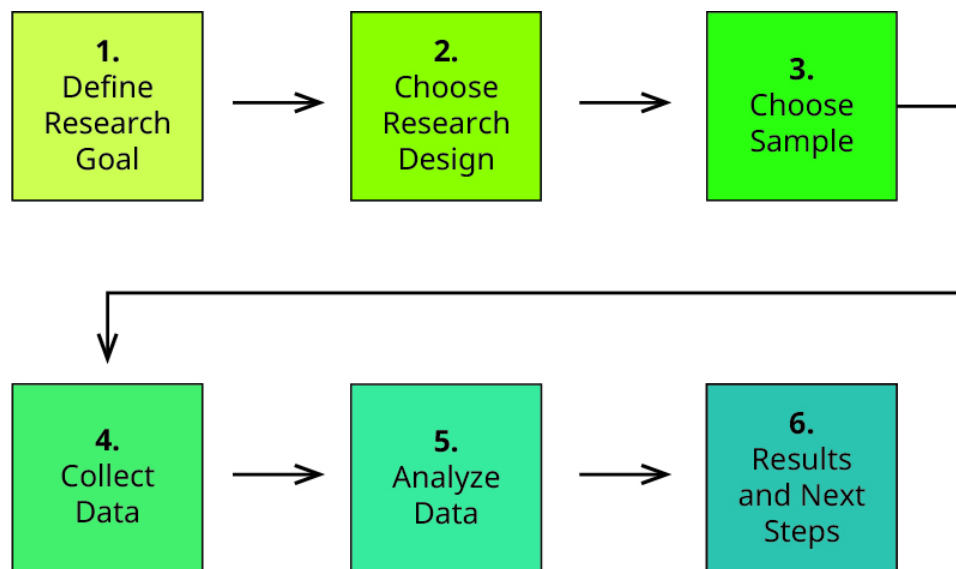 1.
Define
Research
Goal
2.
Choose
Research
Design
3.
Choose
Sample
4.
Collect
Data
5.
Analyze
Data
6.
Results
and Next
Steps